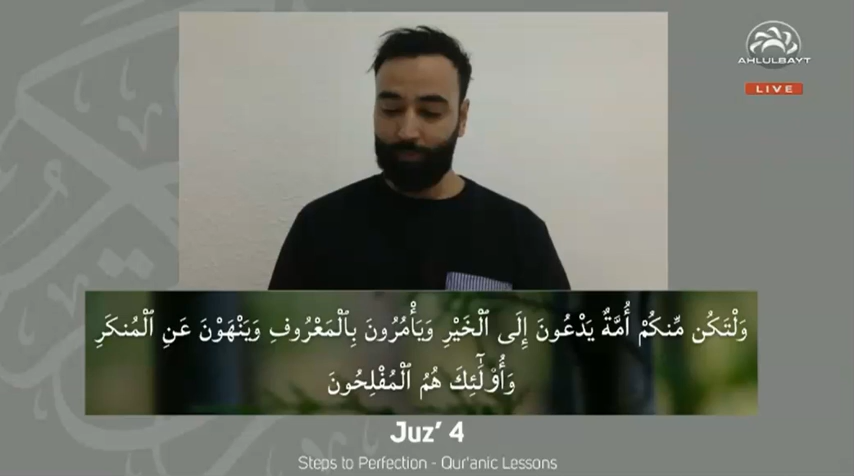 AHLULBAYT
LIVE
وَلْتَكُن مِّنكُمْ أُمَّةٌ يَدْعُونَ إِلَى ٱلْخَيْرِ وَيَأْمُرُونَ بِٱلْمَعْرُوفِ وَيَنْهَوْنَ عَنِ ٱلْمُنكَرِ
وَأُو۟لَٰٓئِكَ هُمُ ٱلْمُفْلِحُونَ
Juz’ 4
Steps to Perfection - Qur'anic Lessons